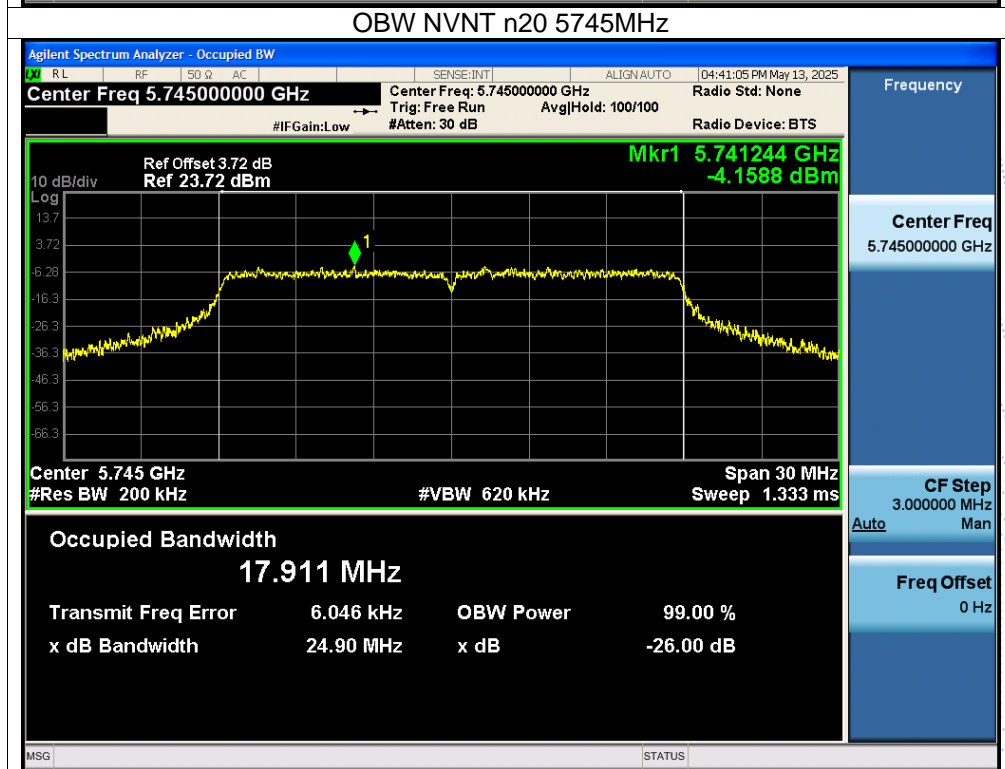 OBW NVNT n20 5745MHz
Agilent Spectrum Analyzer - Occupied BW
LXI RL RF 50 Ω AC SENSE:INT ALIGN AUTO 04:41:05 PM May 13, 2025
Center Freq 5.745000000 GHz
Center Freq: 5.745000000 GHz Radio Std: None
Trig: Free Run Avg|Hold: 100/100
#IFGain:Low #Atten: 30 dB Radio Device: BTS
Frequency
Mkr1 5.741244 GHz
-4.1588 dBm
Ref Offset 3.72 dB
10 dB/div Ref 23.72 dBm
Log
13.7
3.72
-6.28
-16.3
-26.3
-36.3
-46.3
-56.3
-66.3
1
Center 5.745 GHz Span 30 MHz
#Res BW 200 kHz #VBW 620 kHz Sweep 1.333 ms
Center Freq
5.745000000 GHz
CF Step
3.000000 MHz
Auto Man
Freq Offset
0 Hz
Occupied Bandwidth
17.911 MHz
Transmit Freq Error 6.046 kHz OBW Power 99.00 %
x dB Bandwidth 24.90 MHz x dB -26.00 dB
MSG STATUS